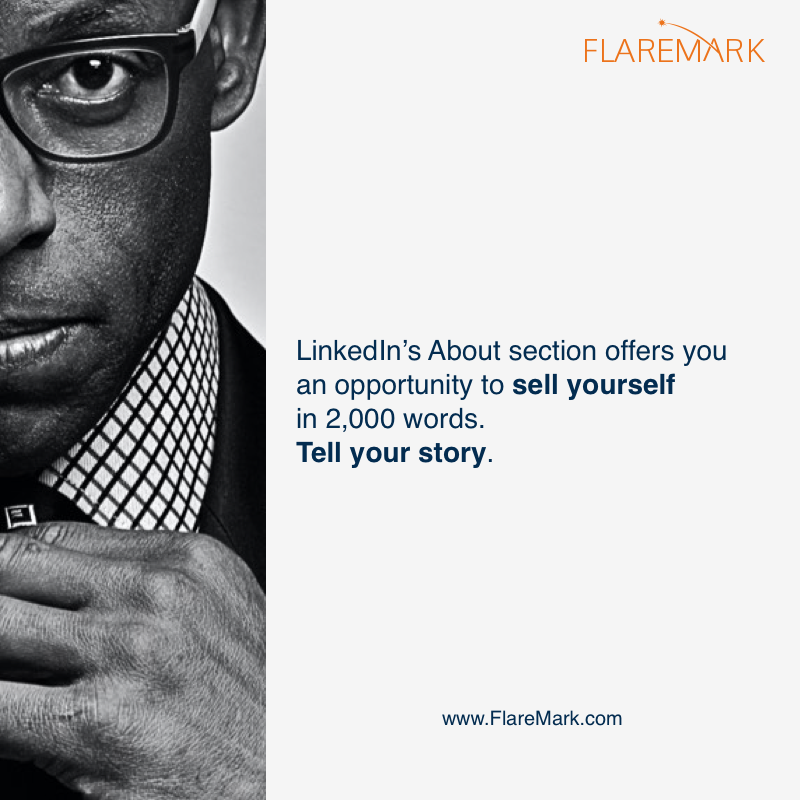 FLAREMARK
LinkedIn’s About section offers you
an opportunity to sell yourself
in 2,000 words.
Tell your story.
www.FlareMark.com